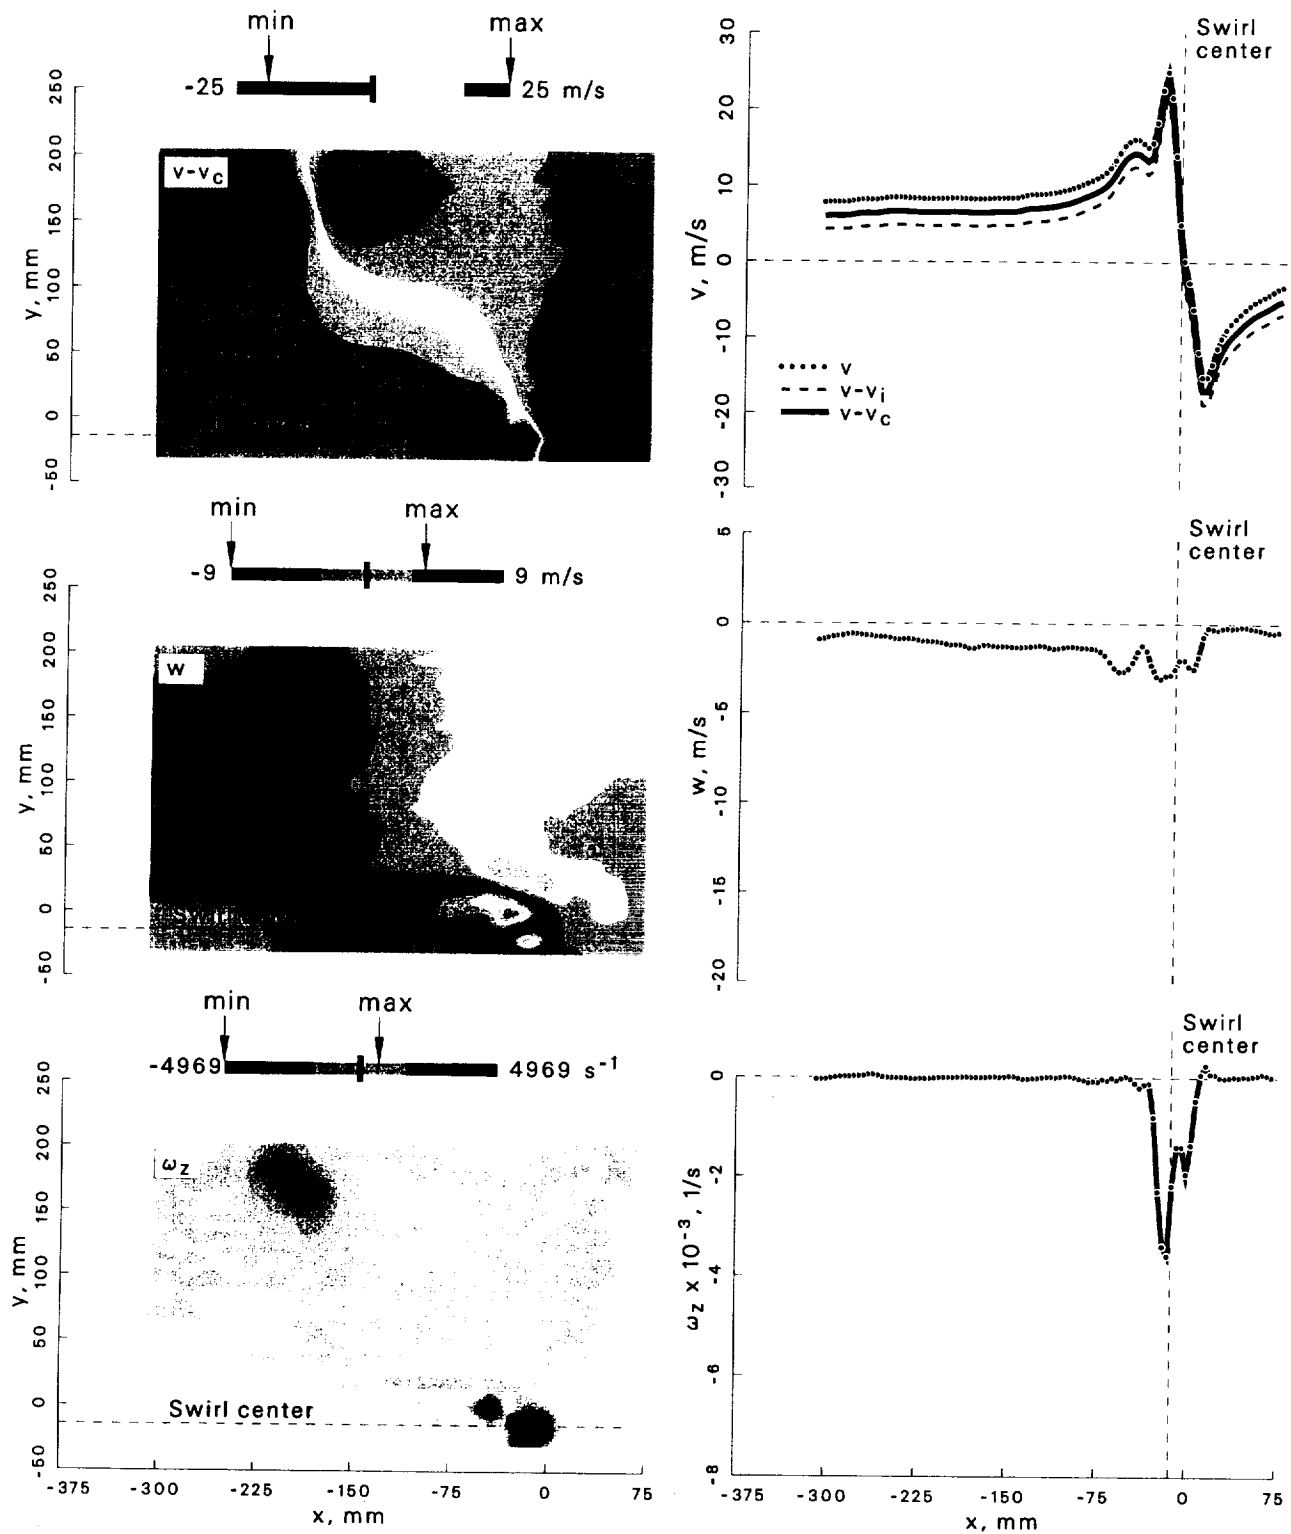 min
max
-25
25 m/s
v-vc
250
200
150
100
50
0
-50
y, mm
Swirl
center
30
20
10
0
-10
-20
-30
v, m/s
v
v-vi
v-vc
min
max
-9
9 m/s
w
250
200
150
100
50
0
-50
y, mm
Swirl
center
5
0
-5
-10
-15
-20
w, m/s
min
max
-4969
4969 s-1
ωz
250
200
150
100
50
0
-50
y, mm
Swirl center
-375
-300
-225
-150
-75
0
75
x, mm
Swirl
center
0
-2
-4
-6
-8
ωz x 10-3, 1/s
-375
-300
-225
-150
-75
0
75
x, mm